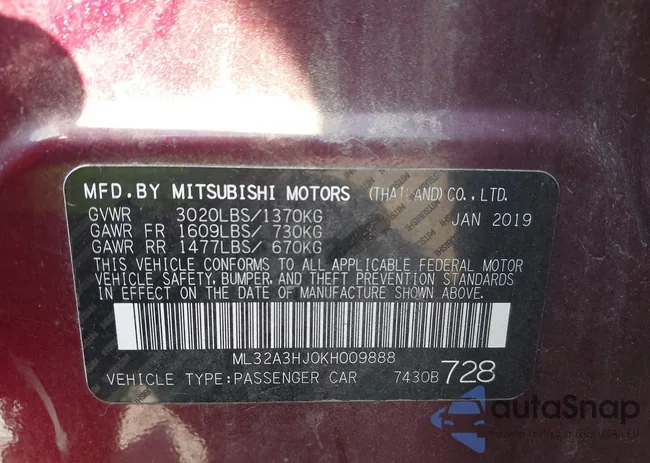 MFD.BY MITSUBISHI MOTORS (THAILAND) CO., LTD.
GVWR 3020LBS/1370KG JAN 2019
GAWR FR 1609LBS/ 730KG
GAWR RR 1477LBS/ 670KG
THIS VEHICLE CONFORMS TO ALL APPLICABLE FEDERAL MOTOR
VEHICLE SAFETY, BUMPER, AND THEFT PREVENTION STANDARDS
IN EFFECT ON THE DATE OF MANUFACTURE SHOWN ABOVE.
ML32A3HJ0KH009888
VEHICLE TYPE:PASSENGER CAR 7430B 728
autoSnap